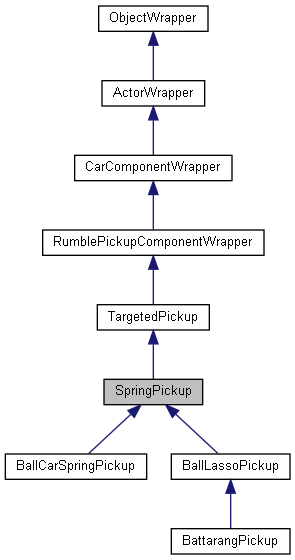 ObjectWrapper
ActorWrapper
CarComponentWrapper
RumblePickupComponentWrapper
TargetedPickup
SpringPickup
BallCarSpringPickup
BallLassoPickup
BattarangPickup